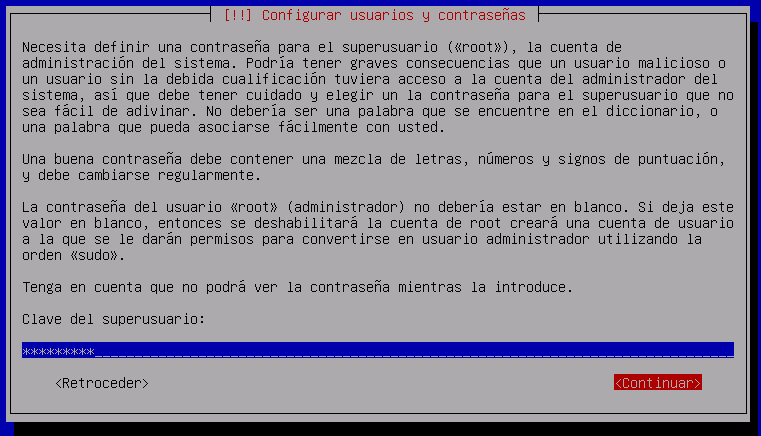 [!!] Configurar usuarios y contraseñas
Necesita definir una contraseña para el superusuario («root»), la cuenta de
administración del sistema. Podría tener graves consecuencias que un usuario malicioso o
un usuario sin la debida cualificación tuviera acceso a la cuenta del administrador del
sistema, así que debe tener cuidado y elegir un la contraseña para el superusuario que no
sea fácil de adivinar. No debería ser una palabra que se encuentre en el diccionario, o
una palabra que pueda asociarse fácilmente con usted.
Una buena contraseña debe contener una mezcla de letras, números y signos de puntuación,
y debe cambiarse regularmente.
La contraseña del usuario «root» (administrador) no debería estar en blanco. Si deja este
valor en blanco, entonces se deshabilitará la cuenta de root creará una cuenta de usuario
a la que se le darán permisos para convertirse en usuario administrador utilizando la
orden «sudo».
Tenga en cuenta que no podrá ver la contraseña mientras la introduce.
Clave del superusuario:
*********
<Retroceder> <Continuar>